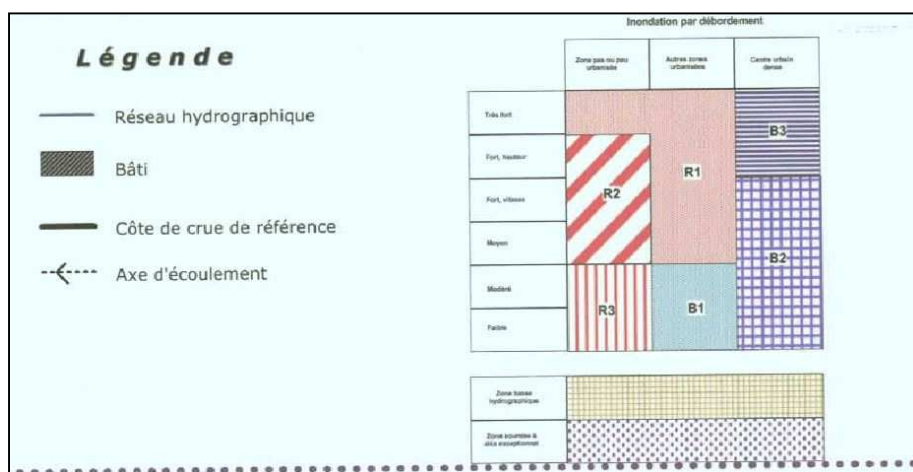 Légende
Réseau hydrographique
Bâti
Côte de crue de référence
Axe d'écoulement
Inondation par débordement
Zone pas ou peu
urbanisée
Autres zones
urbanisées
Centre urbain
dense
Très fort
Fort, hauteur
Fort, vitesse
Moyen
Modéré
Faible
R1
R2
R3
B1
B2
B3
Zone basse
hydrographique
Zone soumise à
aléa exceptionnel